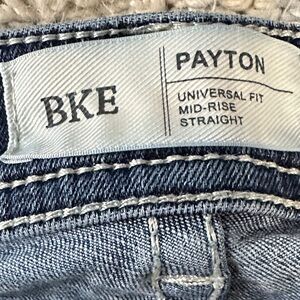 BKE
PAYTON
UNIVERSAL FIT
MID-RISE
STRAIGHT